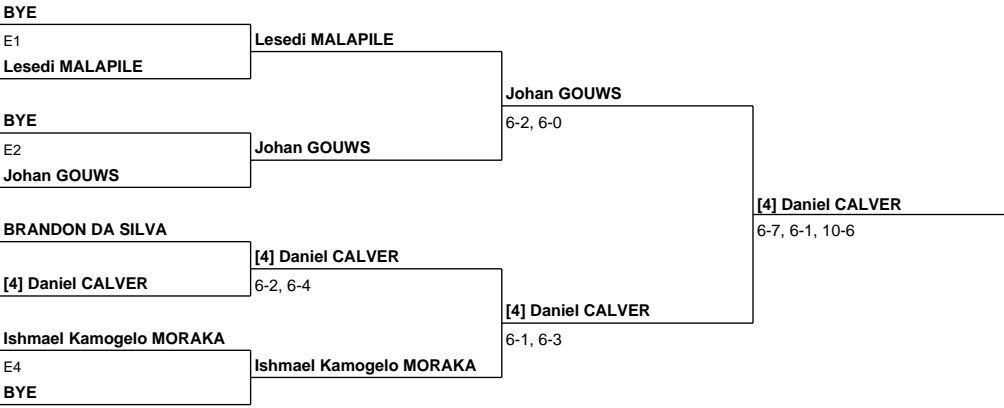 BYE
E1
Lesedi MALAPILE
Lesedi MALAPILE
BYE
E2
Johan GOUWS
Johan GOUWS
Johan GOUWS
6-2, 6-0
BRANDON DA SILVA
[4] Daniel CALVER
[4] Daniel CALVER
6-2, 6-4
Ishmael Kamogelo MORAKA
E4
BYE
Ishmael Kamogelo MORAKA
[4] Daniel CALVER
6-1, 6-3
[4] Daniel CALVER
6-7, 6-1, 10-6